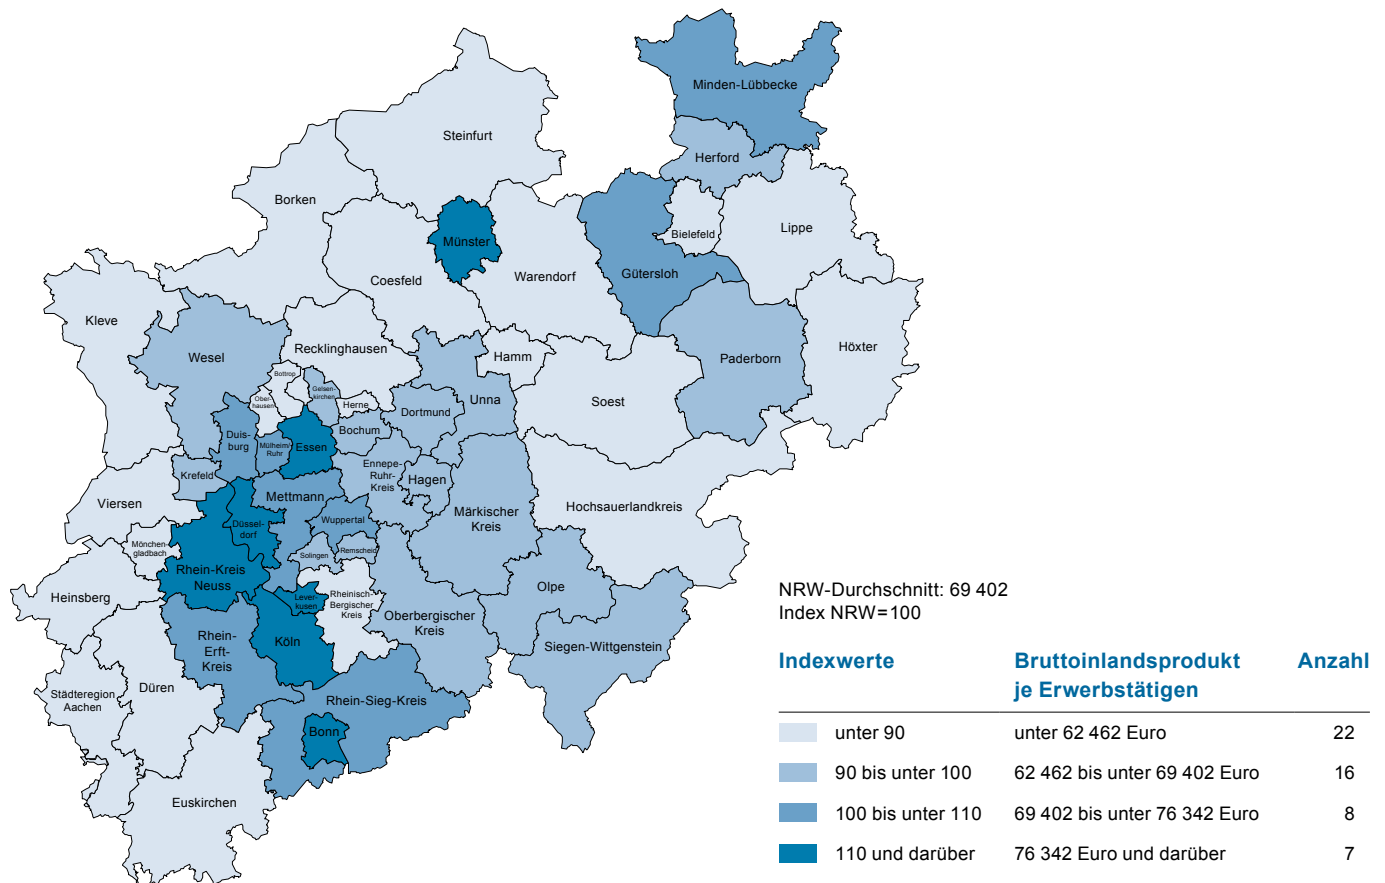 Minden-Lübbecke
Steinfurt
Herford
Borken
Bielefeld
Lippe
Münster
Gütersloh
Warendorf
Coesfeld
Kleve
Höxter
Recklinghausen
Hamm
Paderborn
Wesel
Bottrop
Gelsen-
kirchen
Ober-
hausen
Herne
Dortmund
Unna
Soest
Duis-
burg
Mülheim/
Ruhr
Essen
Bochum
Ennepe-
Ruhr-
Kreis
Hagen
Krefeld
Viersen
Mettmann
Hochsauerlandkreis
Märkischer
Kreis
Düssel-
dorf
Wuppertal
Mönchen-
gladbach
Solingen
Remscheid
Rhein-Kreis
Neuss
Heinsberg
Lever-
kusen
Rheinisch-
Bergischer
Kreis
Olpe
Oberbergischer
Kreis
Köln
Rhein-
Erft-
Kreis
Siegen-Wittgenstein
Städteregion
Aachen
Düren
Rhein-Sieg-Kreis
Bonn
Euskirchen
NRW-Durchschnitt: 69 402
Index NRW=100
Indexwerte Bruttoinlandsprodukt Anzahl
je Erwerbstätigen
unter 90 unter 62 462 Euro 22
90 bis unter 100 62 462 bis unter 69 402 Euro 16
100 bis unter 110 69 402 bis unter 76 342 Euro 8
110 und darüber 76 342 Euro und darüber 7